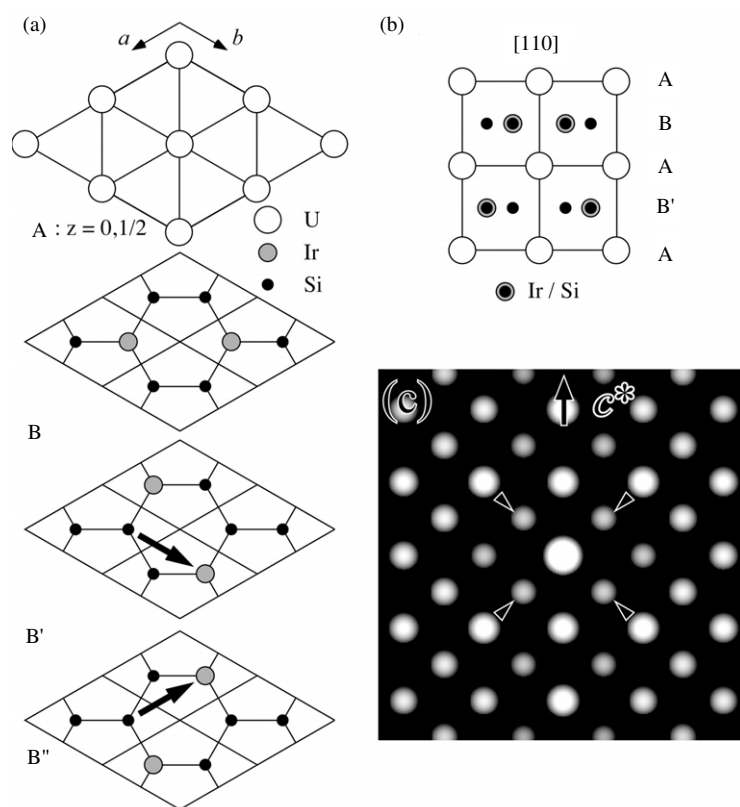 (a)
a b
A : z = 0,1/2
U
Ir
Si
B
B'
B"
(b)
[110]
A
B
A
B'
A
Ir / Si
(c)
c*